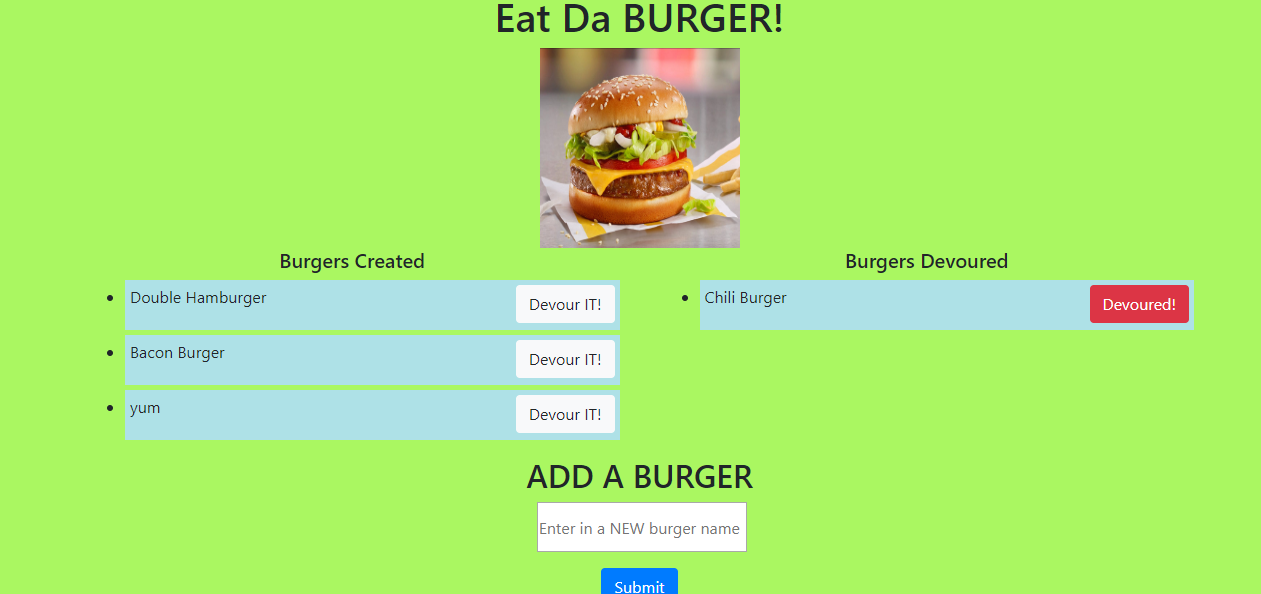 Eat Da BURGER!
Burgers Created
Burgers Devoured
Double Hamburger
Devour IT!
Chili Burger
Devoured!
Bacon Burger
Devour IT!
yum
Devour IT!
ADD A BURGER
Enter in a NEW burger name
Submit